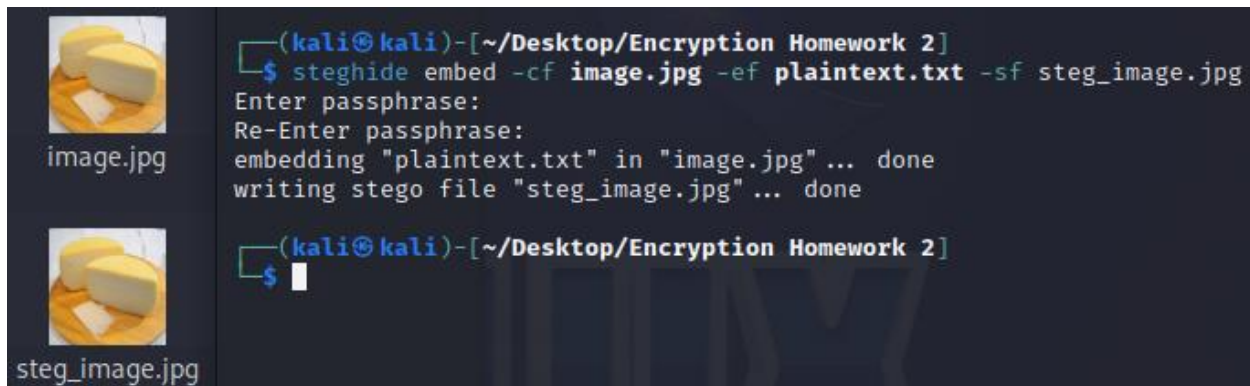 image.jpg
steg_image.jpg
┌──(kali㉿kali)-[~/Desktop/Encryption Homework 2]
└─$ steghide embed -cf image.jpg -ef plaintext.txt -sf steg_image.jpg
Enter passphrase:
Re-Enter passphrase:
embedding "plaintext.txt" in "image.jpg"... done
writing stego file "steg_image.jpg"... done
┌──(kali㉿kali)-[~/Desktop/Encryption Homework 2]
└─$